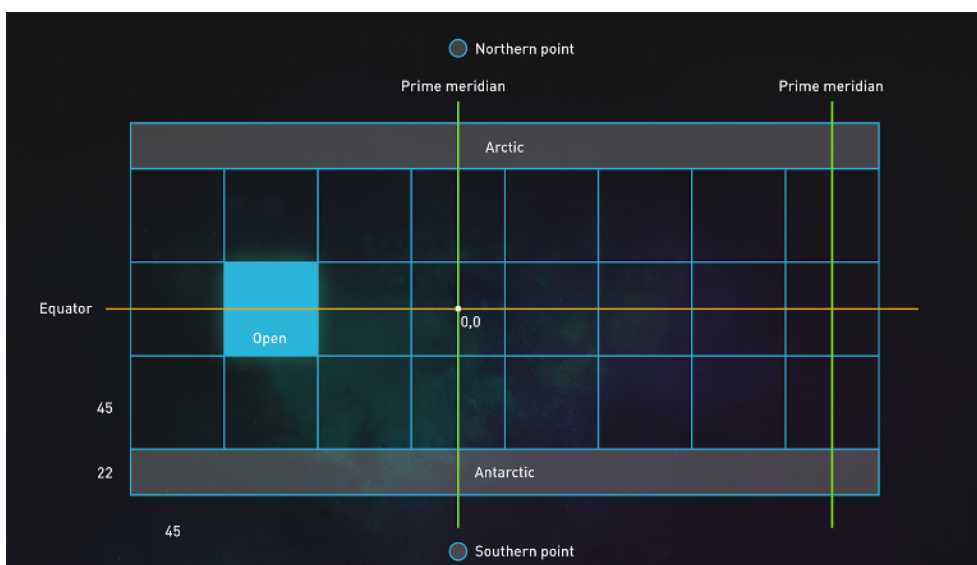 Northern point
Prime meridian
Prime meridian
Arctic
Equator
0,0
Open
45
22
Antarctic
45
Southern point